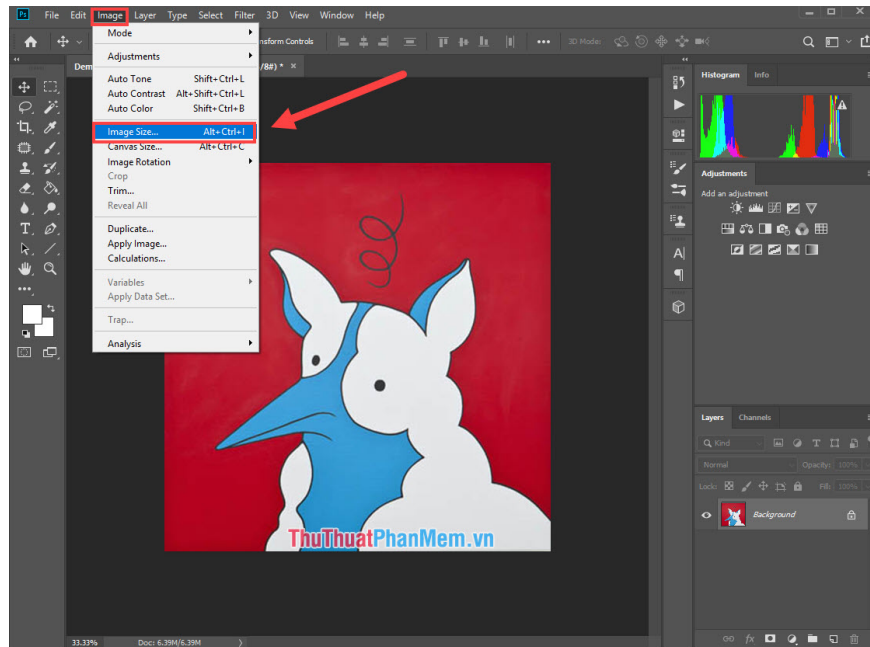 Ps File Edit Image Layer Type Select Filter 3D View Window Help
Mode
nsform Controls
3D Mode:
Adjustments
Dem
/8#) * ×
Auto Tone Shift+Ctrl+L
Auto Contrast Alt+Shift+Ctrl+L
Auto Color Shift+Ctrl+B
Image Size... Alt+Ctrl+I
Canvas Size... Alt+Ctrl+C
Image Rotation
Crop
Trim...
Reveal All
Duplicate...
Apply Image...
Calculations...
Variables
Apply Data Set...
Trap...
Analysis
Histogram Info
Adjustments
Add an adjustment
Layers Channels
Kind
Normal Opacity: 100%
Lock: Fill: 100%
Background
fx
ThuThuatPhanMem.vn
33.33% Doc: 6.39M/6.39M